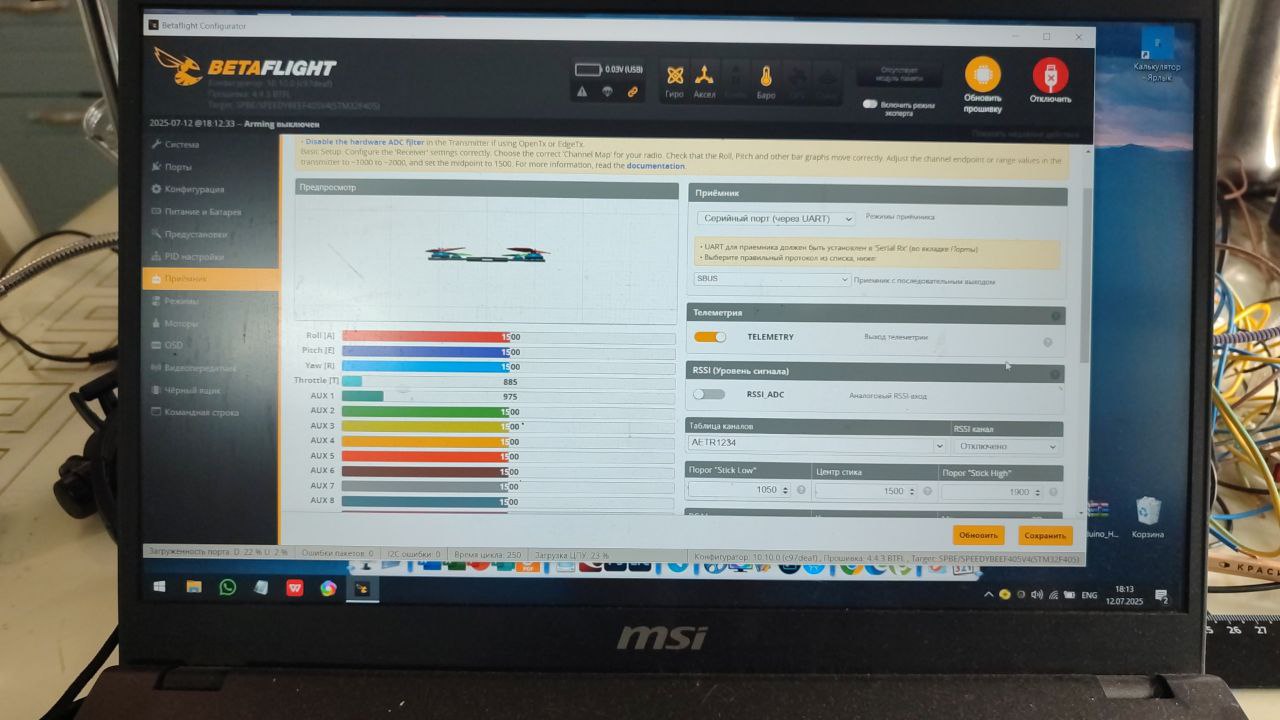 Betaflight Configurator
BETAFLIGHT
Конфигуратор: 10.10.0 (c97deaf)
Прошивка: 4.4.3 BTFL
Target: SPBE/SPEEDYBEEF405V4(STM32F405)
0.03V (USB)
Гиро
Аксел
Баро
Отсутствует
модуль памяти
Включить режим
эксперта
Обновить
прошивку
Отключить
Калькулятор
- Ярлык
2025-07-12 @18:12:33 -- Arming выключен
Система
Порты
Конфигурация
Питание и Батарея
Предустановки
PID настройки
Приёмник
Режимы
Моторы
OSD
Видеопередатчик
Чёрный ящик
Командная строка
• Disable the hardware ADC filter in the Transmitter if using OpenTx or EdgeTx.
Basic Setup: Configure the 'Receiver' settings correctly. Choose the correct 'Channel Map' for your radio. Check that the Roll, Pitch and other bar graphs move correctly. Adjust the channel endpoint or range values in the
transmitter to ~1000 to ~2000, and set the midpoint to 1500. For more information, read the documentation.
Предпросмотр
Roll [A] 1500
Pitch [E] 1500
Yaw [R] 1500
Throttle [T] 885
AUX 1 975
AUX 2 1500
AUX 3 1500
AUX 4 1500
AUX 5 1500
AUX 6 1500
AUX 7 1500
AUX 8 1500
Приёмник
Серийный порт (через UART) Режимы приёмника
• UART для приемника должен быть установлен в 'Serial Rx' (во вкладке Порты)
• Выберите правильный протокол из списка, ниже:
SBUS Приемник с последовательным выходом
Телеметрия
TELEMETRY Выход телеметрии
RSSI (Уровень сигнала)
RSSI_ADC Аналоговый RSSI-вход
Таблица каналов RSSI канал
AETR1234 Отключено
Порог "Stick Low" Центр стика Порог "Stick High"
1050 1500 1900
Обновить Сохранить
Загруженность порта: D: 22 % U: 2 % Ошибки пакетов: 0 I2C ошибки: 0 Время цикла: 250 Загрузка ЦПУ: 23 % Конфигуратор: 10.10.0 (c97deaf) , Прошивка: 4.4.3 BTFL , Target: SPBE/SPEEDYBEEF405V4(STM32F405)
Корзина
ENG
18:13
12.07.2025
2
msi
КРАС
25 26 27